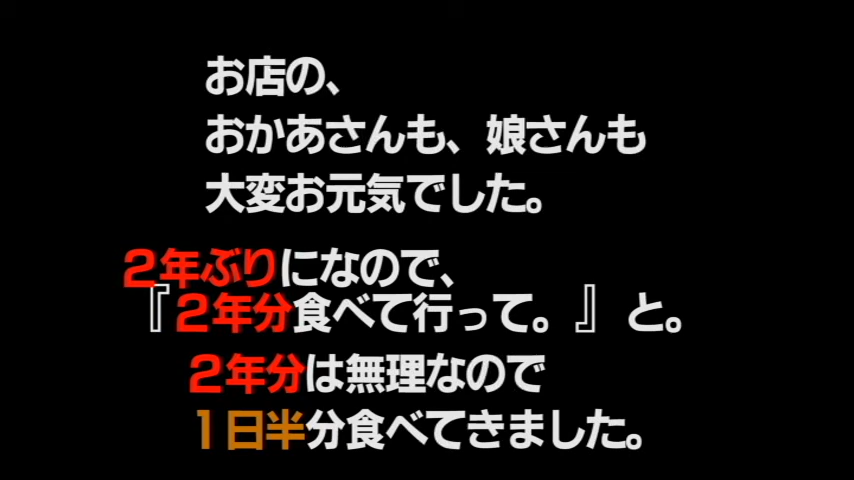 お店の、
おかあさんも、娘さんも
大変お元気でした。
２年ぶりになので、
『２年分食べて行って。』と。
２年分は無理なので
１日半分食べてきました。